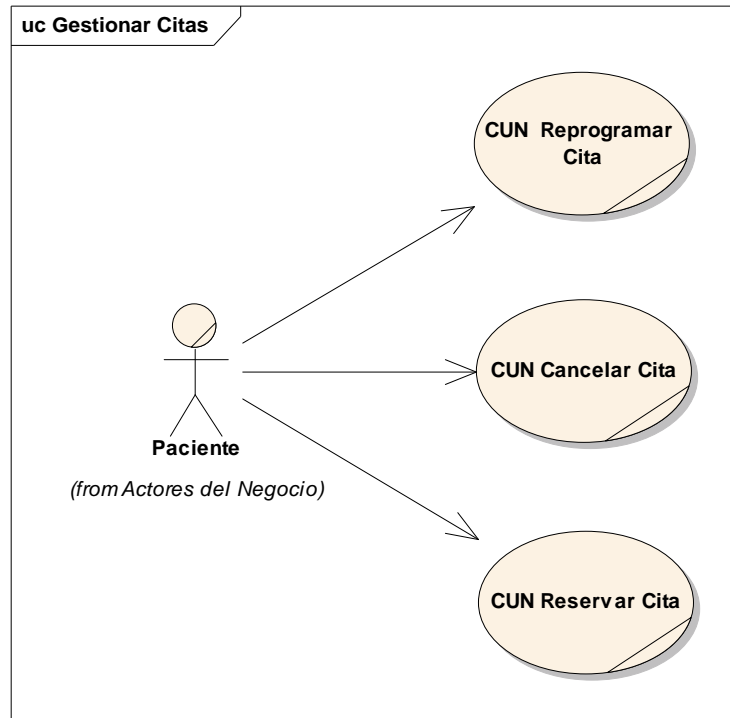 uc Gestionar Citas
CUN Reprogramar
Cita
CUN Cancelar Cita
Paciente
(from Actores del Negocio)
CUN Reservar Cita